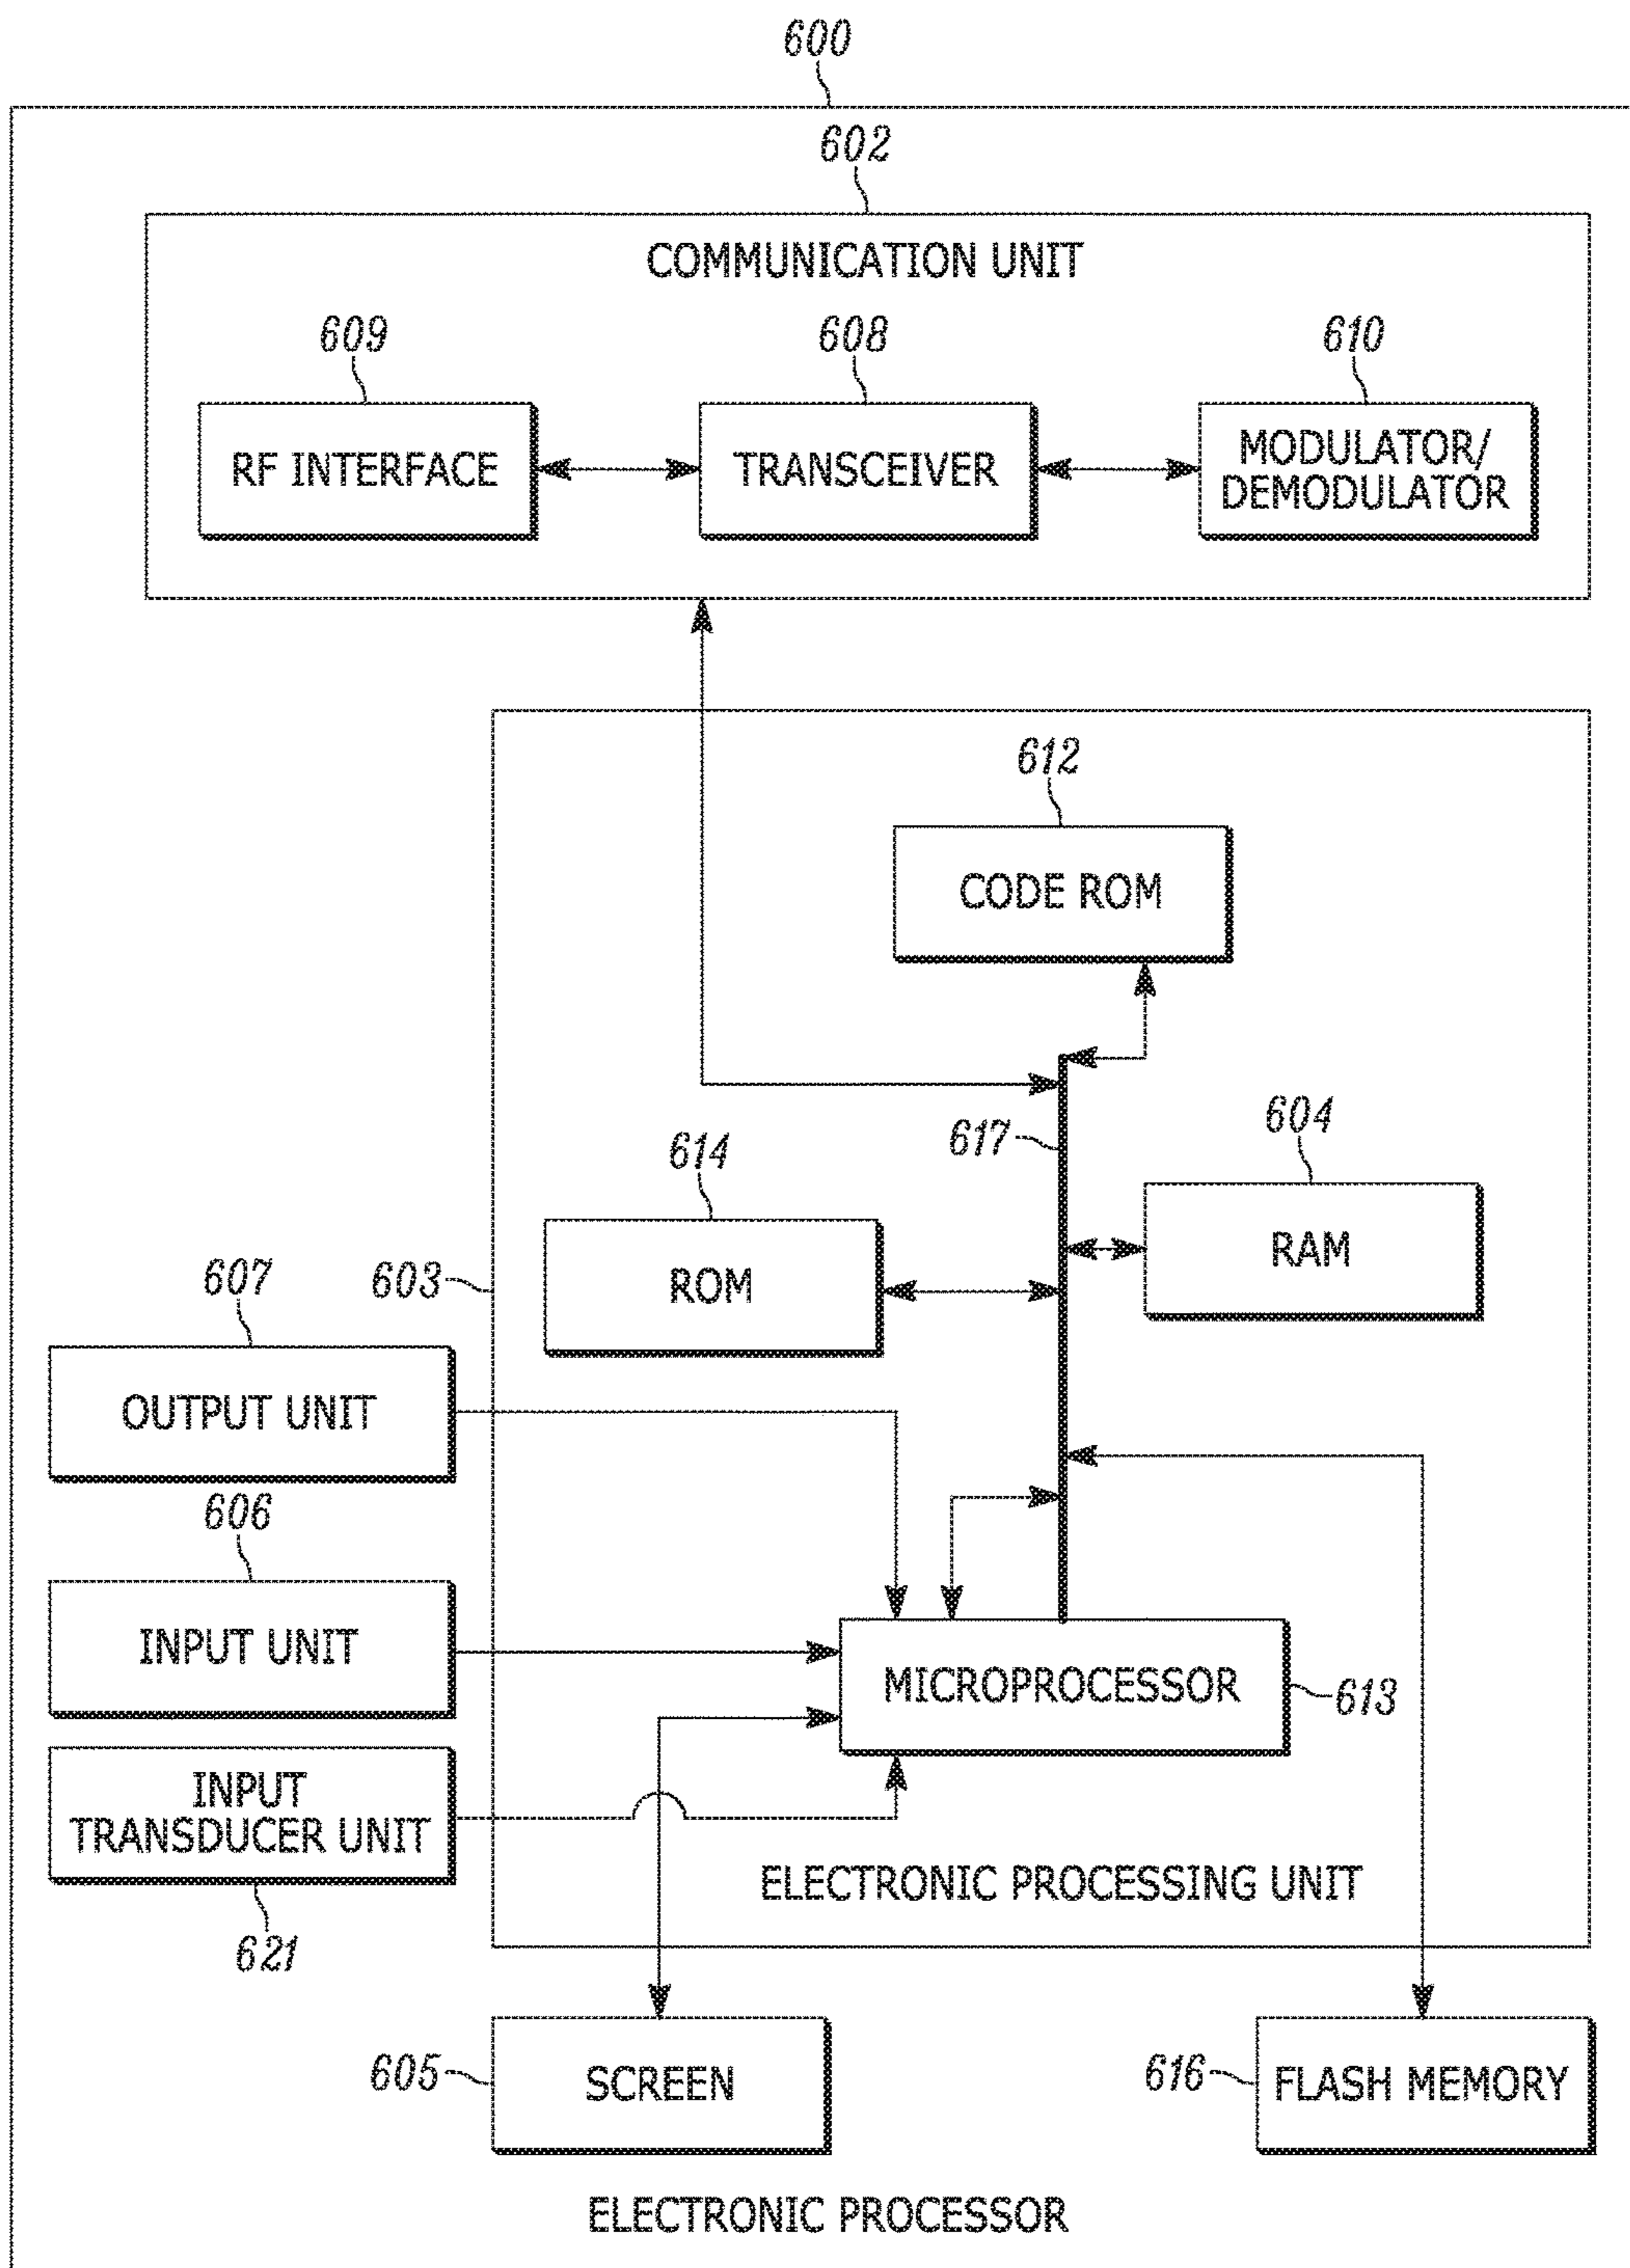 600
602
COMMUNICATION UNIT
609
608
610
RF INTERFACE
TRANSCEIVER
MODULATOR/
DEMODULATOR
612
CODE ROM
617
604
614
RAM
ROM
603
607
OUTPUT UNIT
606
INPUT UNIT
MICROPROCESSOR
613
INPUT
TRANSDUCER UNIT
621
ELECTRONIC PROCESSING UNIT
605
SCREEN
616
FLASH MEMORY
ELECTRONIC PROCESSOR